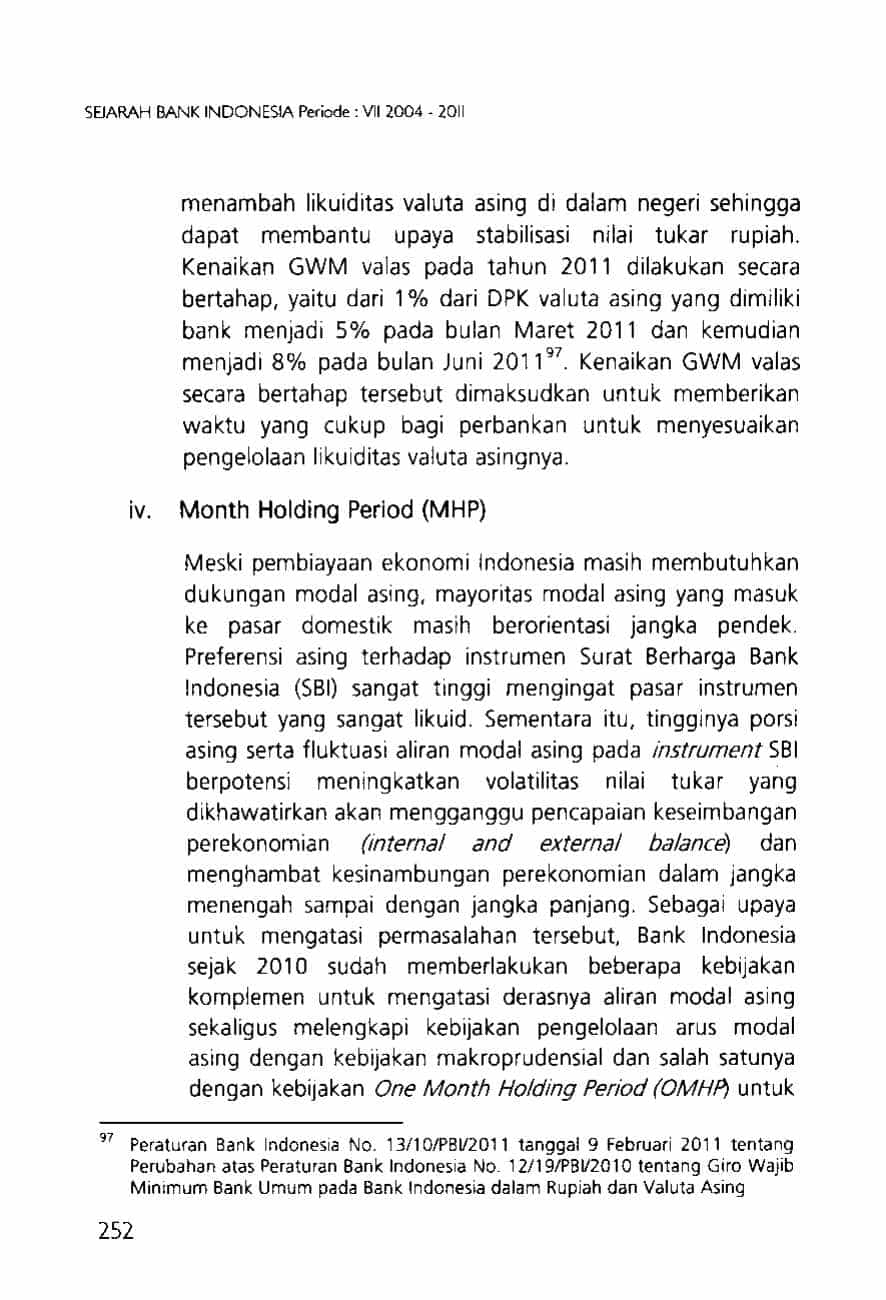 SEJARAH BANK INDONESIA Periode : VII 2004 - 2011
menambah likuiditas valuta asing di dalam negeri sehingga
dapat membantu upaya stabilisasi nilai tukar rupiah.
Kenaikan GWM valas pada tahun 2011 dilakukan secara
bertahap, yaitu dari 1% dari DPK valuta asing yang dimiliki
bank menjadi 5% pada bulan Maret 2011 dan kemudian
menjadi 8% pada bulan Juni 2011⁹⁷. Kenaikan GWM valas
secara bertahap tersebut dimaksudkan untuk memberikan
waktu yang cukup bagi perbankan untuk menyesuaikan
pengelolaan likuiditas valuta asingnya.
iv. Month Holding Period (MHP)
Meski pembiayaan ekonomi Indonesia masih membutuhkan
dukungan modal asing, mayoritas modal asing yang masuk
ke pasar domestik masih berorientasi jangka pendek.
Preferensi asing terhadap instrumen Surat Berharga Bank
Indonesia (SBI) sangat tinggi mengingat pasar instrumen
tersebut yang sangat likuid. Sementara itu, tingginya porsi
asing serta fluktuasi aliran modal asing pada instrument SBI
berpotensi meningkatkan volatilitas nilai tukar yang
dikhawatirkan akan mengganggu pencapaian keseimbangan
perekonomian (internal and external balance) dan
menghambat kesinambungan perekonomian dalam jangka
menengah sampai dengan jangka panjang. Sebagai upaya
untuk mengatasi permasalahan tersebut, Bank Indonesia
sejak 2010 sudah memberlakukan beberapa kebijakan
komplemen untuk mengatasi derasnya aliran modal asing
sekaligus melengkapi kebijakan pengelolaan arus modal
asing dengan kebijakan makroprudensial dan salah satunya
dengan kebijakan One Month Holding Period (OMHP) untuk
⁹⁷ Peraturan Bank Indonesia No. 13/10/PBI/2011 tanggal 9 Februari 2011 tentang
Perubahan atas Peraturan Bank Indonesia No. 12/19/PBI/2010 tentang Giro Wajib
Minimum Bank Umum pada Bank Indonesia dalam Rupiah dan Valuta Asing
252